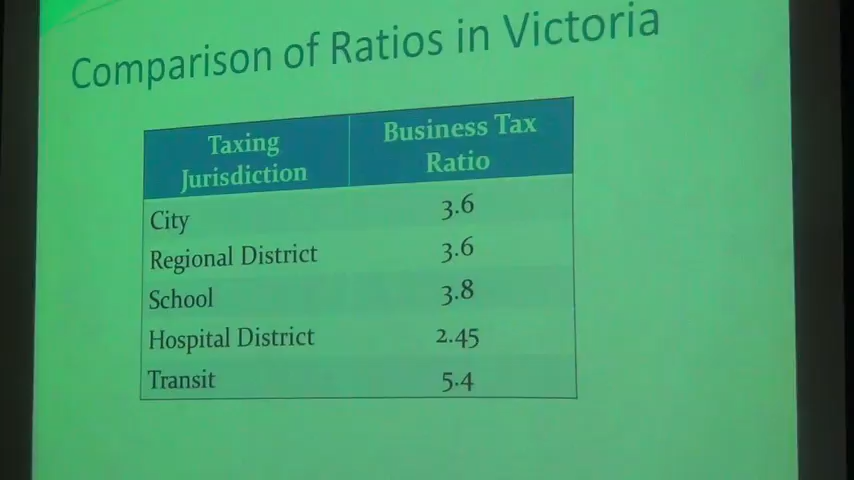 Comparison of Ratios in Victoria
Taxing Jurisdiction Business Tax Ratio
City 3.6
Regional District 3.6
School 3.8
Hospital District 2.45
Transit 5.4